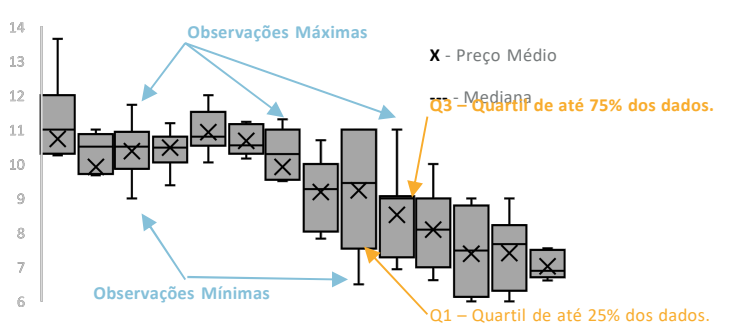 14
13
12
11
10
9
8
7
6
Observações Máximas
X - Preço Médio
--- - Mediana
Q3 – Quartil de até 75% dos dados.
Observações Mínimas
Q1 – Quartil de até 25% dos dados.